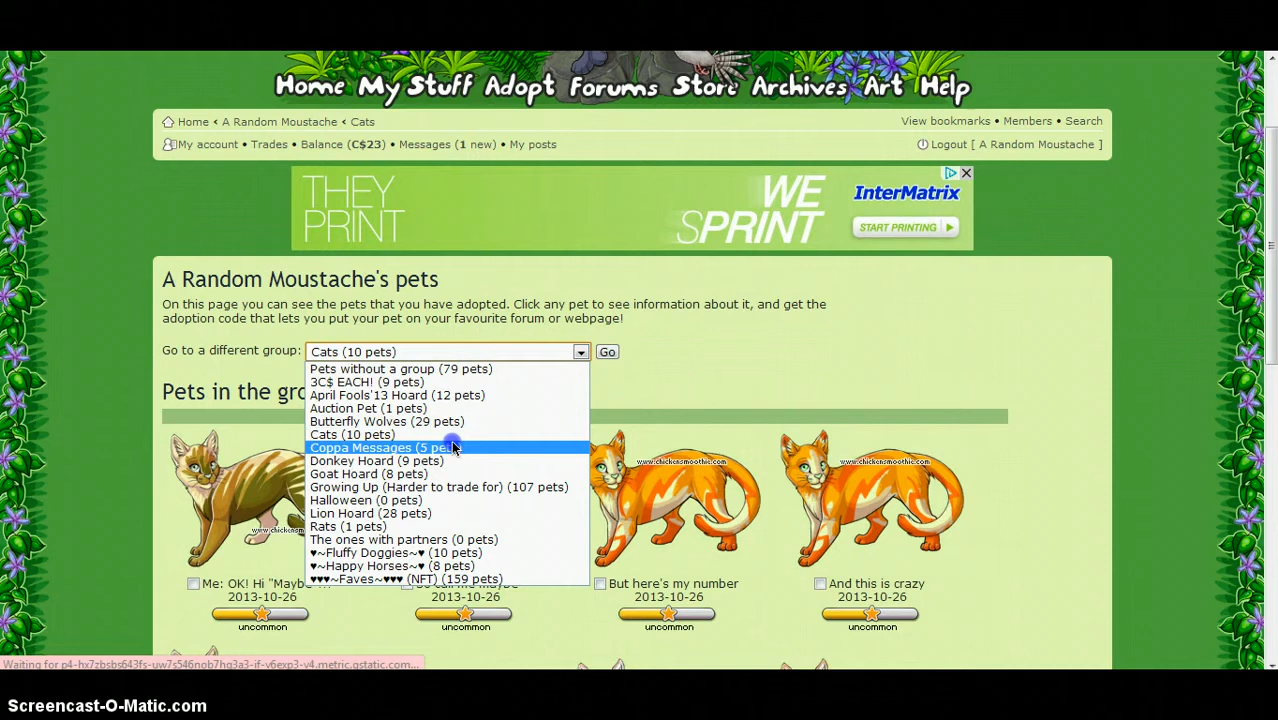 Home My Stuff Adopt Forums Store Archives Art Help
Home < A Random Moustache < Cats
View bookmarks • Members • Search
My account • Trades • Balance (C$23) • Messages (1 new) • My posts
Logout [ A Random Moustache ]
THEY PRINT
WE SPRINT
InterMatrix
START PRINTING
A Random Moustache's pets
On this page you can see the pets that you have adopted. Click any pet to see information about it, and get the
adoption code that lets you put your pet on your favourite forum or webpage!
Go to a different group:
Cats (10 pets)
Go
Pets without a group (79 pets)
3C$ EACH! (9 pets)
April Fools'13 Hoard (12 pets)
Auction Pet (1 pets)
Butterfly Wolves (29 pets)
Cats (10 pets)
Coppa Messages (5
Donkey Hoard (9 pets)
Goat Hoard (8 pets)
Growing Up (Harder to trade for) (107 pets)
Halloween (0 pets)
Lion Hoard (28 pets)
Rats (1 pets)
The ones with partners (0 pets)
♥~Fluffy Doggies~♥ (10 pets)
♥~Happy Horses~♥ (8 pets)
♥♥♥~Faves~♥♥♥ (NFT) (159 pets)
Pets in the
www.chickensmoothie.com
www.chickensmoothie.com
Me: OK! Hi
But here's my number
And this is crazy
2013-10-26
2013-10-26
2013-10-26
2013-10-26
uncommon
uncommon
uncommon
uncommon
Waiting for p4-hx7zbsbs643fs-uw7s546nob7hg3a3-if-v6exp3-v4.metric.gstatic.com...
Screencast-O-Matic.com